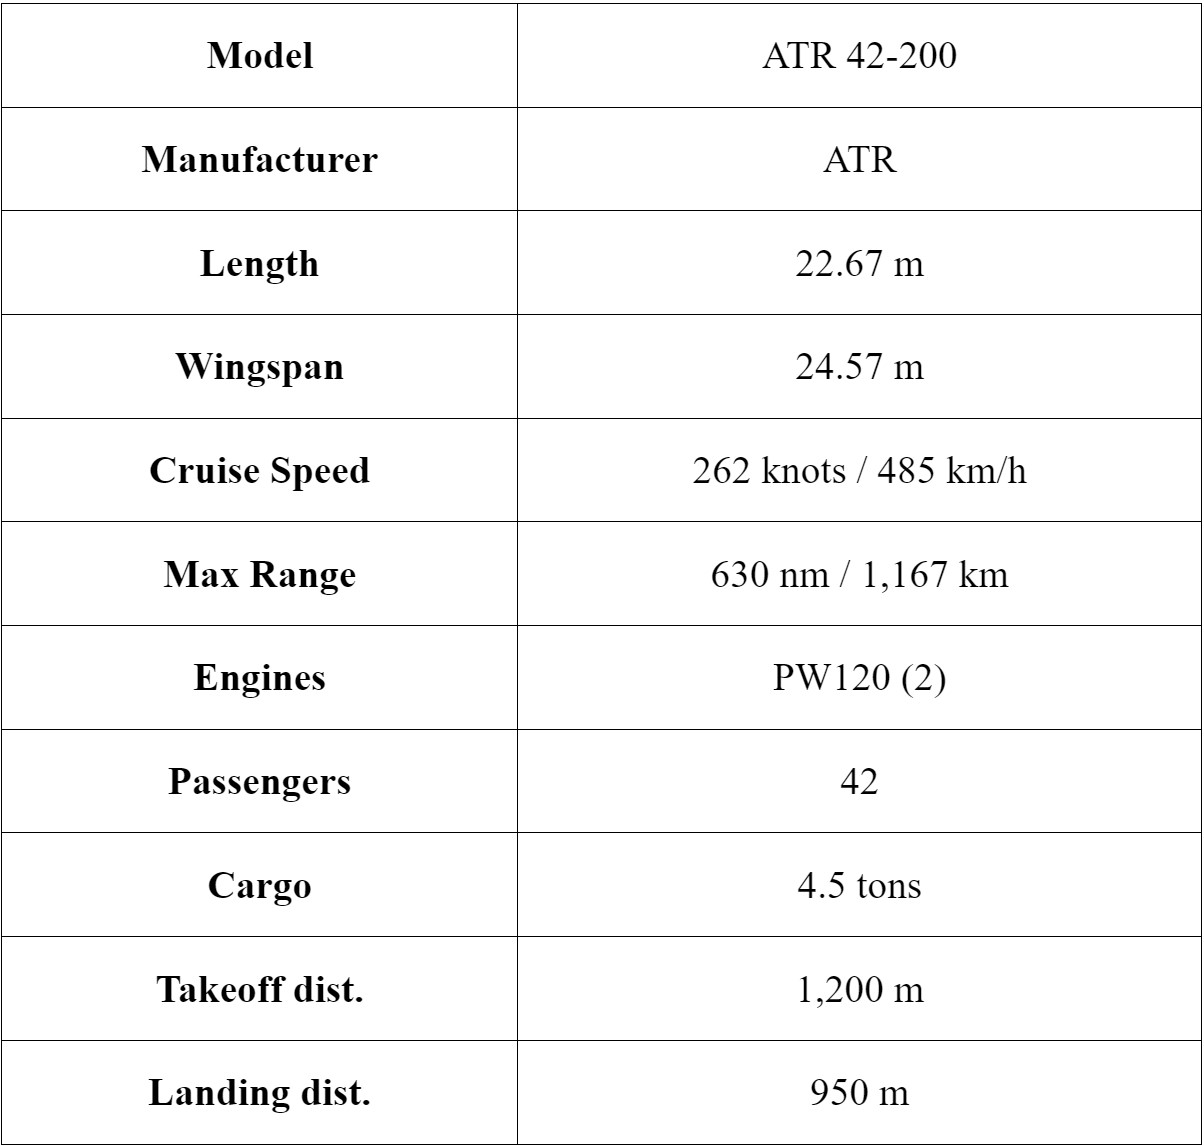 Model ATR 42-200
Manufacturer ATR
Length 22.67 m
Wingspan 24.57 m
Cruise Speed 262 knots / 485 km/h
Max Range 630 nm / 1,167 km
Engines PW120 (2)
Passengers 42
Cargo 4.5 tons
Takeoff dist. 1,200 m
Landing dist. 950 m